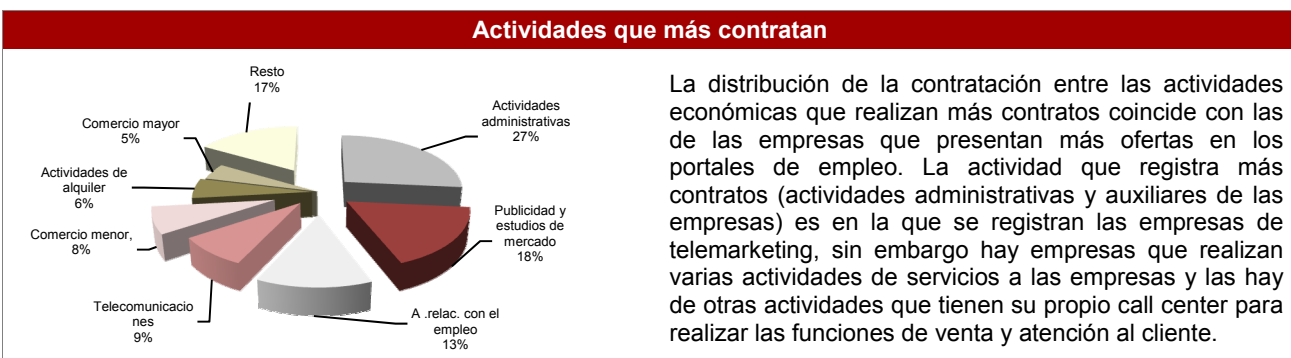 Actividades que más contratan
Resto
17%
Actividades
administrativas
27%
Comercio mayor
5%
Actividades de
alquiler
6%
Comercio menor,
8%
Publicidad y
estudios de
mercado
18%
Telecomunicacio
nes
9%
A .relac. con el
empleo
13%
La distribución de la contratación entre las actividades
económicas que realizan más contratos coincide con las
de las empresas que presentan más ofertas en los
portales de empleo. La actividad que registra más
contratos (actividades administrativas y auxiliares de las
empresas) es en la que se registran las empresas de
telemarketing, sin embargo hay empresas que realizan
varias actividades de servicios a las empresas y las hay
de otras actividades que tienen su propio call center para
realizar las funciones de venta y atención al cliente.